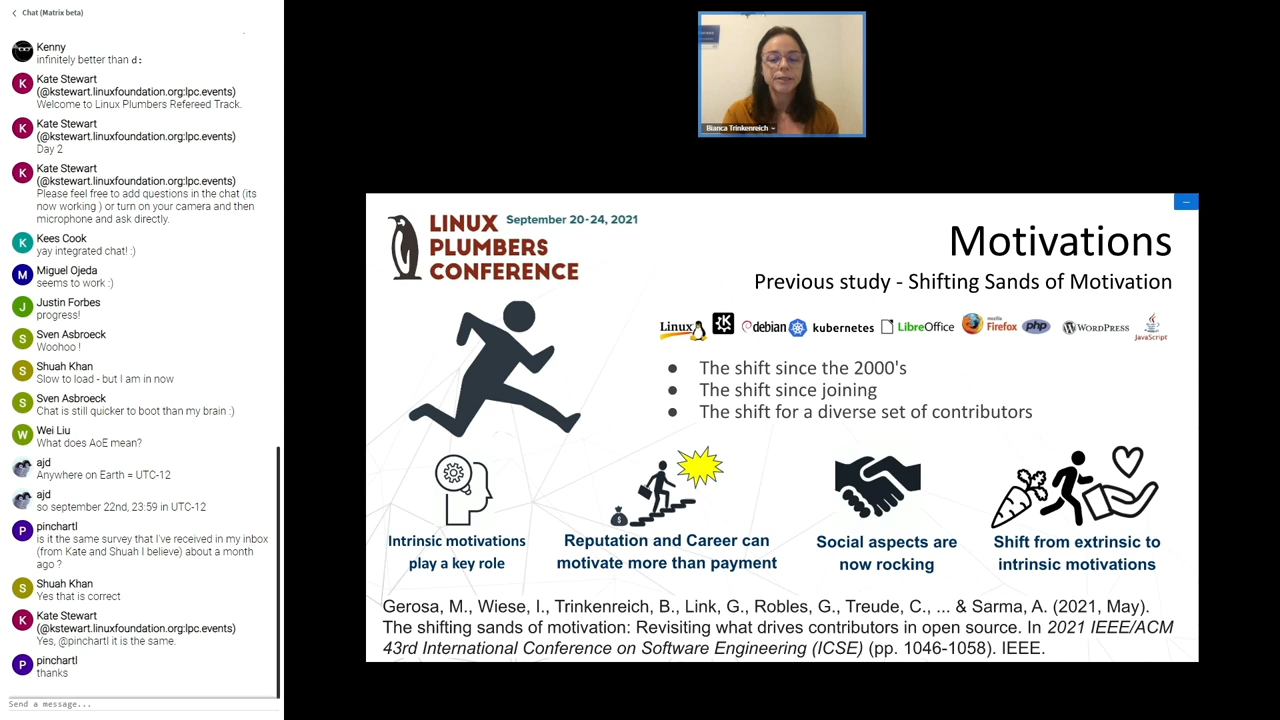 Chat (Matrix beta)
Kenny
infinitely better than d:
Kate Stewart
(@kstewart.linuxfoundation.org:lpc.events)
Welcome to Linux Plumbers Refereed Track.
Kate Stewart
(@kstewart.linuxfoundation.org:lpc.events)
Day 2
Kate Stewart
(@kstewart.linuxfoundation.org:lpc.events)
Please feel free to add questions in the chat (its
now working ) or turn on your camera and then
microphone and ask directly.
Kees Cook
yay integrated chat! :)
Miguel Ojeda
seems to work :)
Justin Forbes
progress!
Sven Asbroeck
Woohoo !
Shuah Khan
Slow to load - but I am in now
Sven Asbroeck
Chat is still quicker to boot than my brain :)
Wei Liu
What does AoE mean?
ajd
Anywhere on Earth = UTC-12
ajd
so september 22nd, 23:59 in UTC-12
pinchartl
is it the same survey that I've received in my inbox
(from Kate and Shuah I believe) about a month
ago ?
Shuah Khan
Yes that is correct
Kate Stewart
(@kstewart.linuxfoundation.org:lpc.events)
Yes, @pinchartl it is the same.
pinchartl
thanks
Send a message...
K
K
K
K
M
J
S
S
S
W
P
S
K
P
Bianca Trinkenreich
LINUX
PLUMBERS
CONFERENCE
September 20-24, 2021
Motivations
Previous study - Shifting Sands of Motivation
Linux
debian
kubernetes
LibreOffice
mozilla
Firefox
php
WORDPRESS
JavaScript
● The shift since the 2000's
● The shift since joining
● The shift for a diverse set of contributors
Intrinsic motivations
play a key role
Reputation and Career can
motivate more than payment
Social aspects are
now rocking
Shift from extrinsic to
intrinsic motivations
Gerosa, M., Wiese, I., Trinkenreich, B., Link, G., Robles, G., Treude, C., ... & Sarma, A. (2021, May).
The shifting sands of motivation: Revisiting what drives contributors in open source. In 2021 IEEE/ACM
43rd International Conference on Software Engineering (ICSE) (pp. 1046-1058). IEEE.